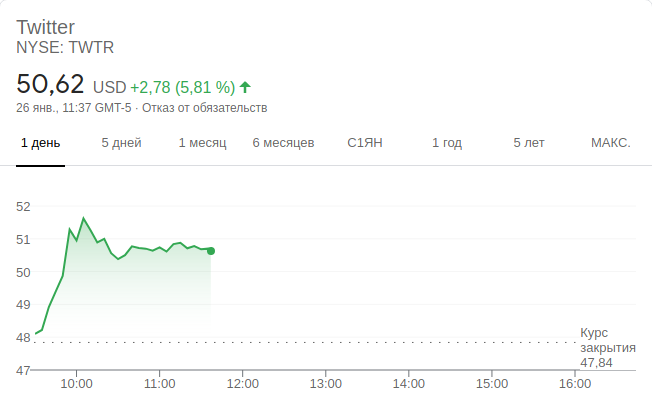 Twitter
NYSE: TWTR
50,62 USD +2,78 (5,81 %)
26 янв., 11:37 GMT-5 · Отказ от обязательств
1 день 5 дней 1 месяц 6 месяцев С1ЯН 1 год 5 лет МАКС.
52
51
50
49
48
Курс
закрытия
47,84
47
10:00 11:00 12:00 13:00 14:00 15:00 16:00